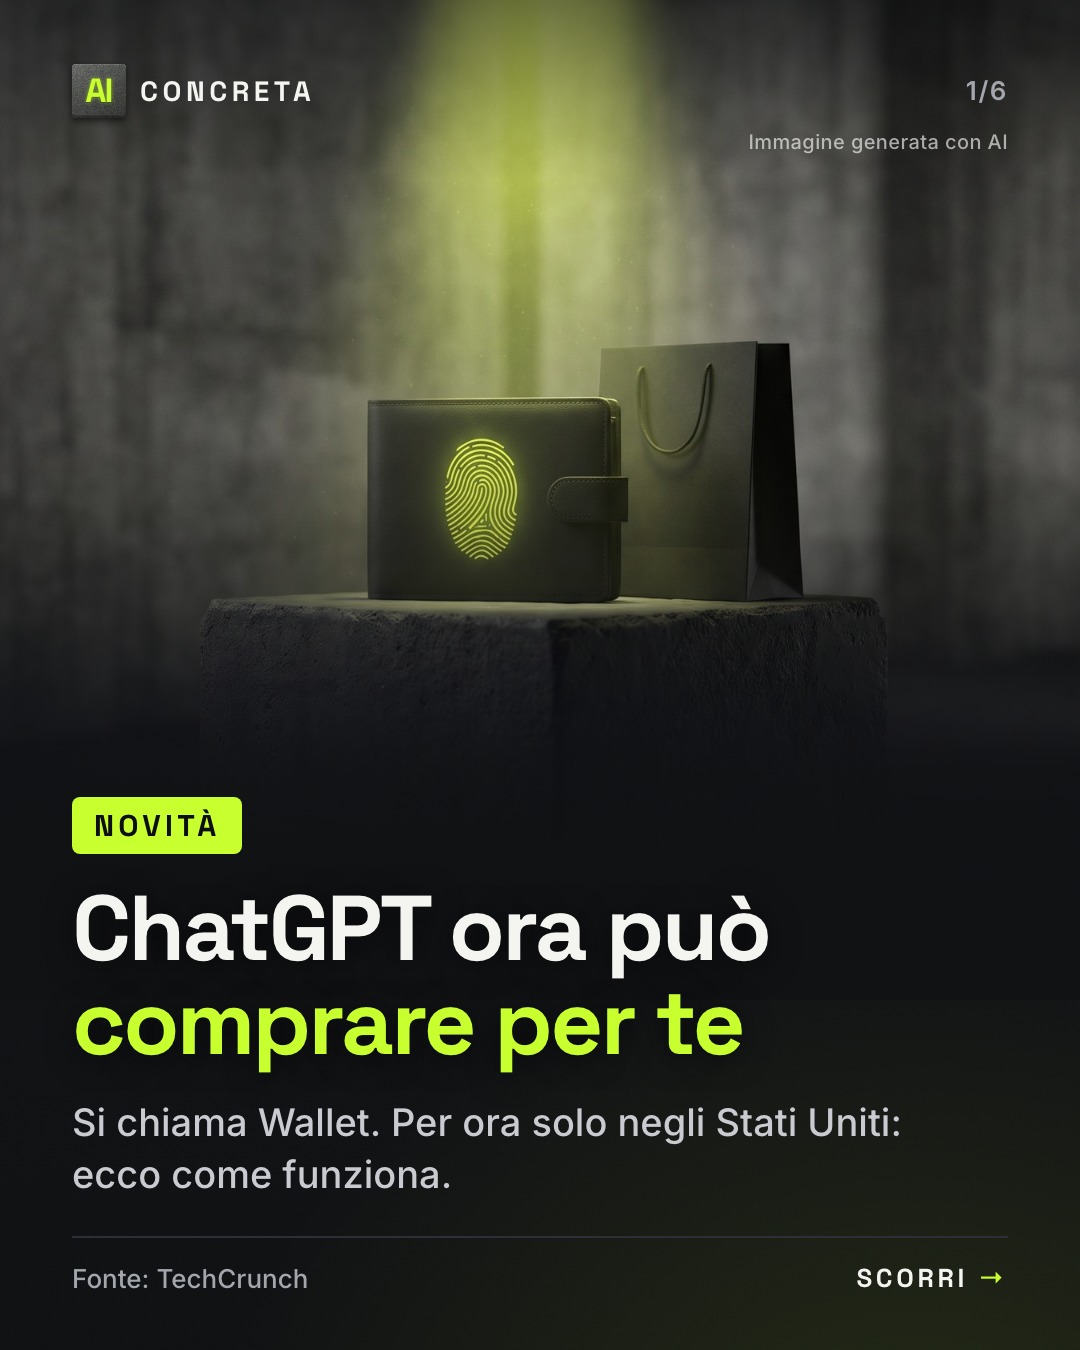 AI CONCRETA
1/6
Immagine generata con AI
NOVITÀ
ChatGPT ora può
comprare per te
Si chiama Wallet. Per ora solo negli Stati Uniti:
ecco come funziona.
Fonte: TechCrunch
SCORRI →